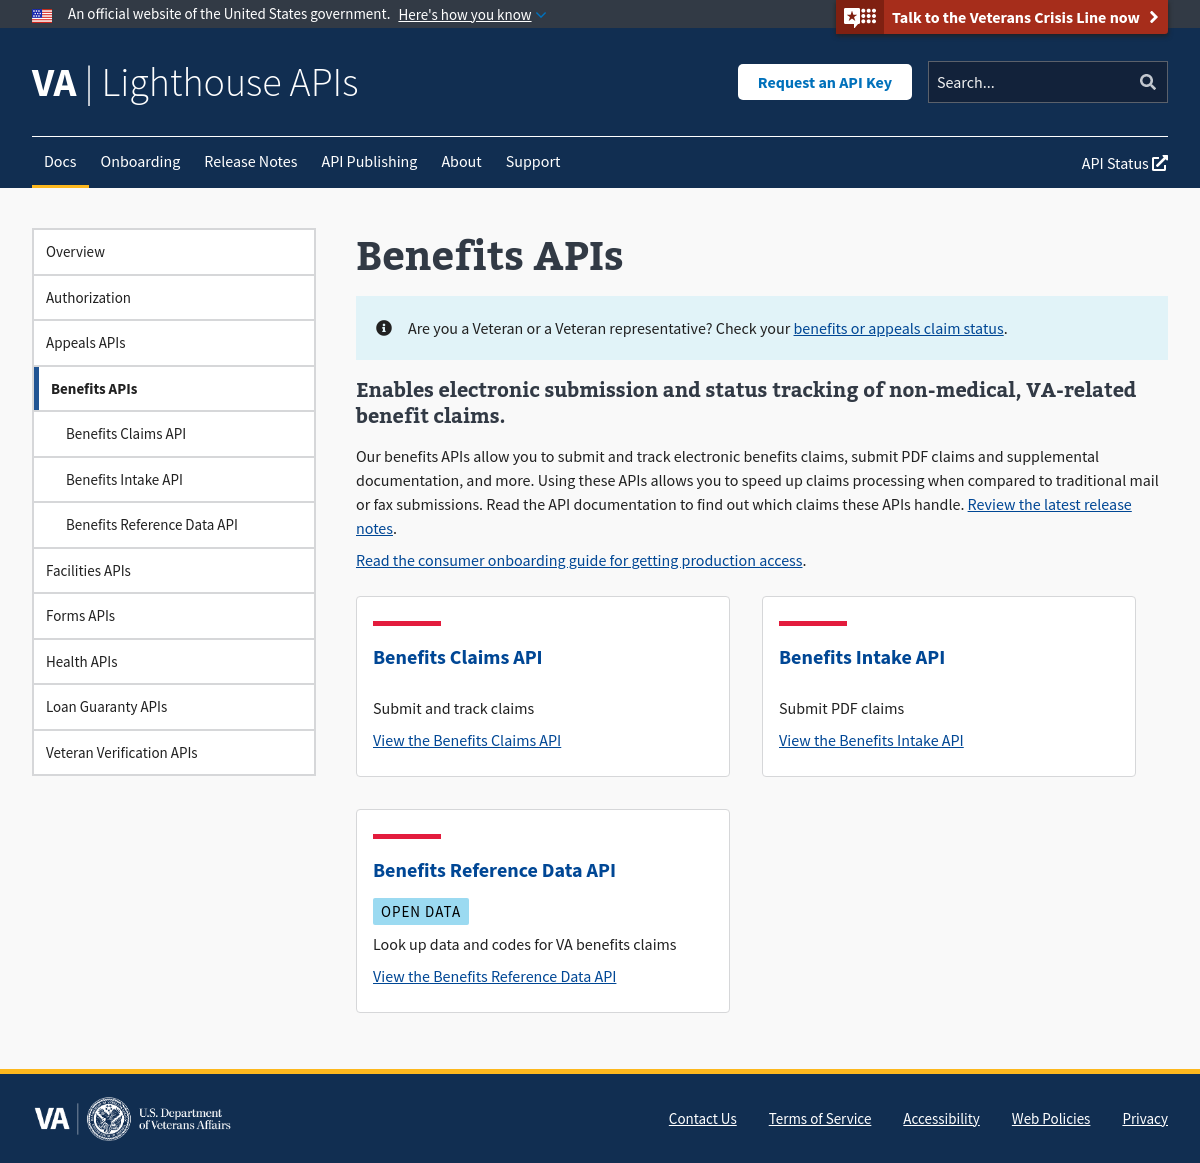 An official website of the United States government. Here's how you know
Talk to the Veterans Crisis Line now
VA | Lighthouse APIs
Request an API Key
Search...
Docs
Onboarding
Release Notes
API Publishing
About
Support
API Status
Overview
Authorization
Appeals APIs
Benefits APIs
Benefits Claims API
Benefits Intake API
Benefits Reference Data API
Facilities APIs
Forms APIs
Health APIs
Loan Guaranty APIs
Veteran Verification APIs
Benefits APIs
Are you a Veteran or a Veteran representative? Check your benefits or appeals claim status.
Enables electronic submission and status tracking of non-medical, VA-related
benefit claims.
Our benefits APIs allow you to submit and track electronic benefits claims, submit PDF claims and supplemental
documentation, and more. Using these APIs allows you to speed up claims processing when compared to traditional mail
or fax submissions. Read the API documentation to find out which claims these APIs handle. Review the latest release
notes.
Read the consumer onboarding guide for getting production access.
Benefits Claims API
Submit and track claims
View the Benefits Claims API
Benefits Intake API
Submit PDF claims
View the Benefits Intake API
Benefits Reference Data API
OPEN DATA
Look up data and codes for VA benefits claims
View the Benefits Reference Data API
VA
U.S. Department
of Veterans Affairs
Contact Us
Terms of Service
Accessibility
Web Policies
Privacy